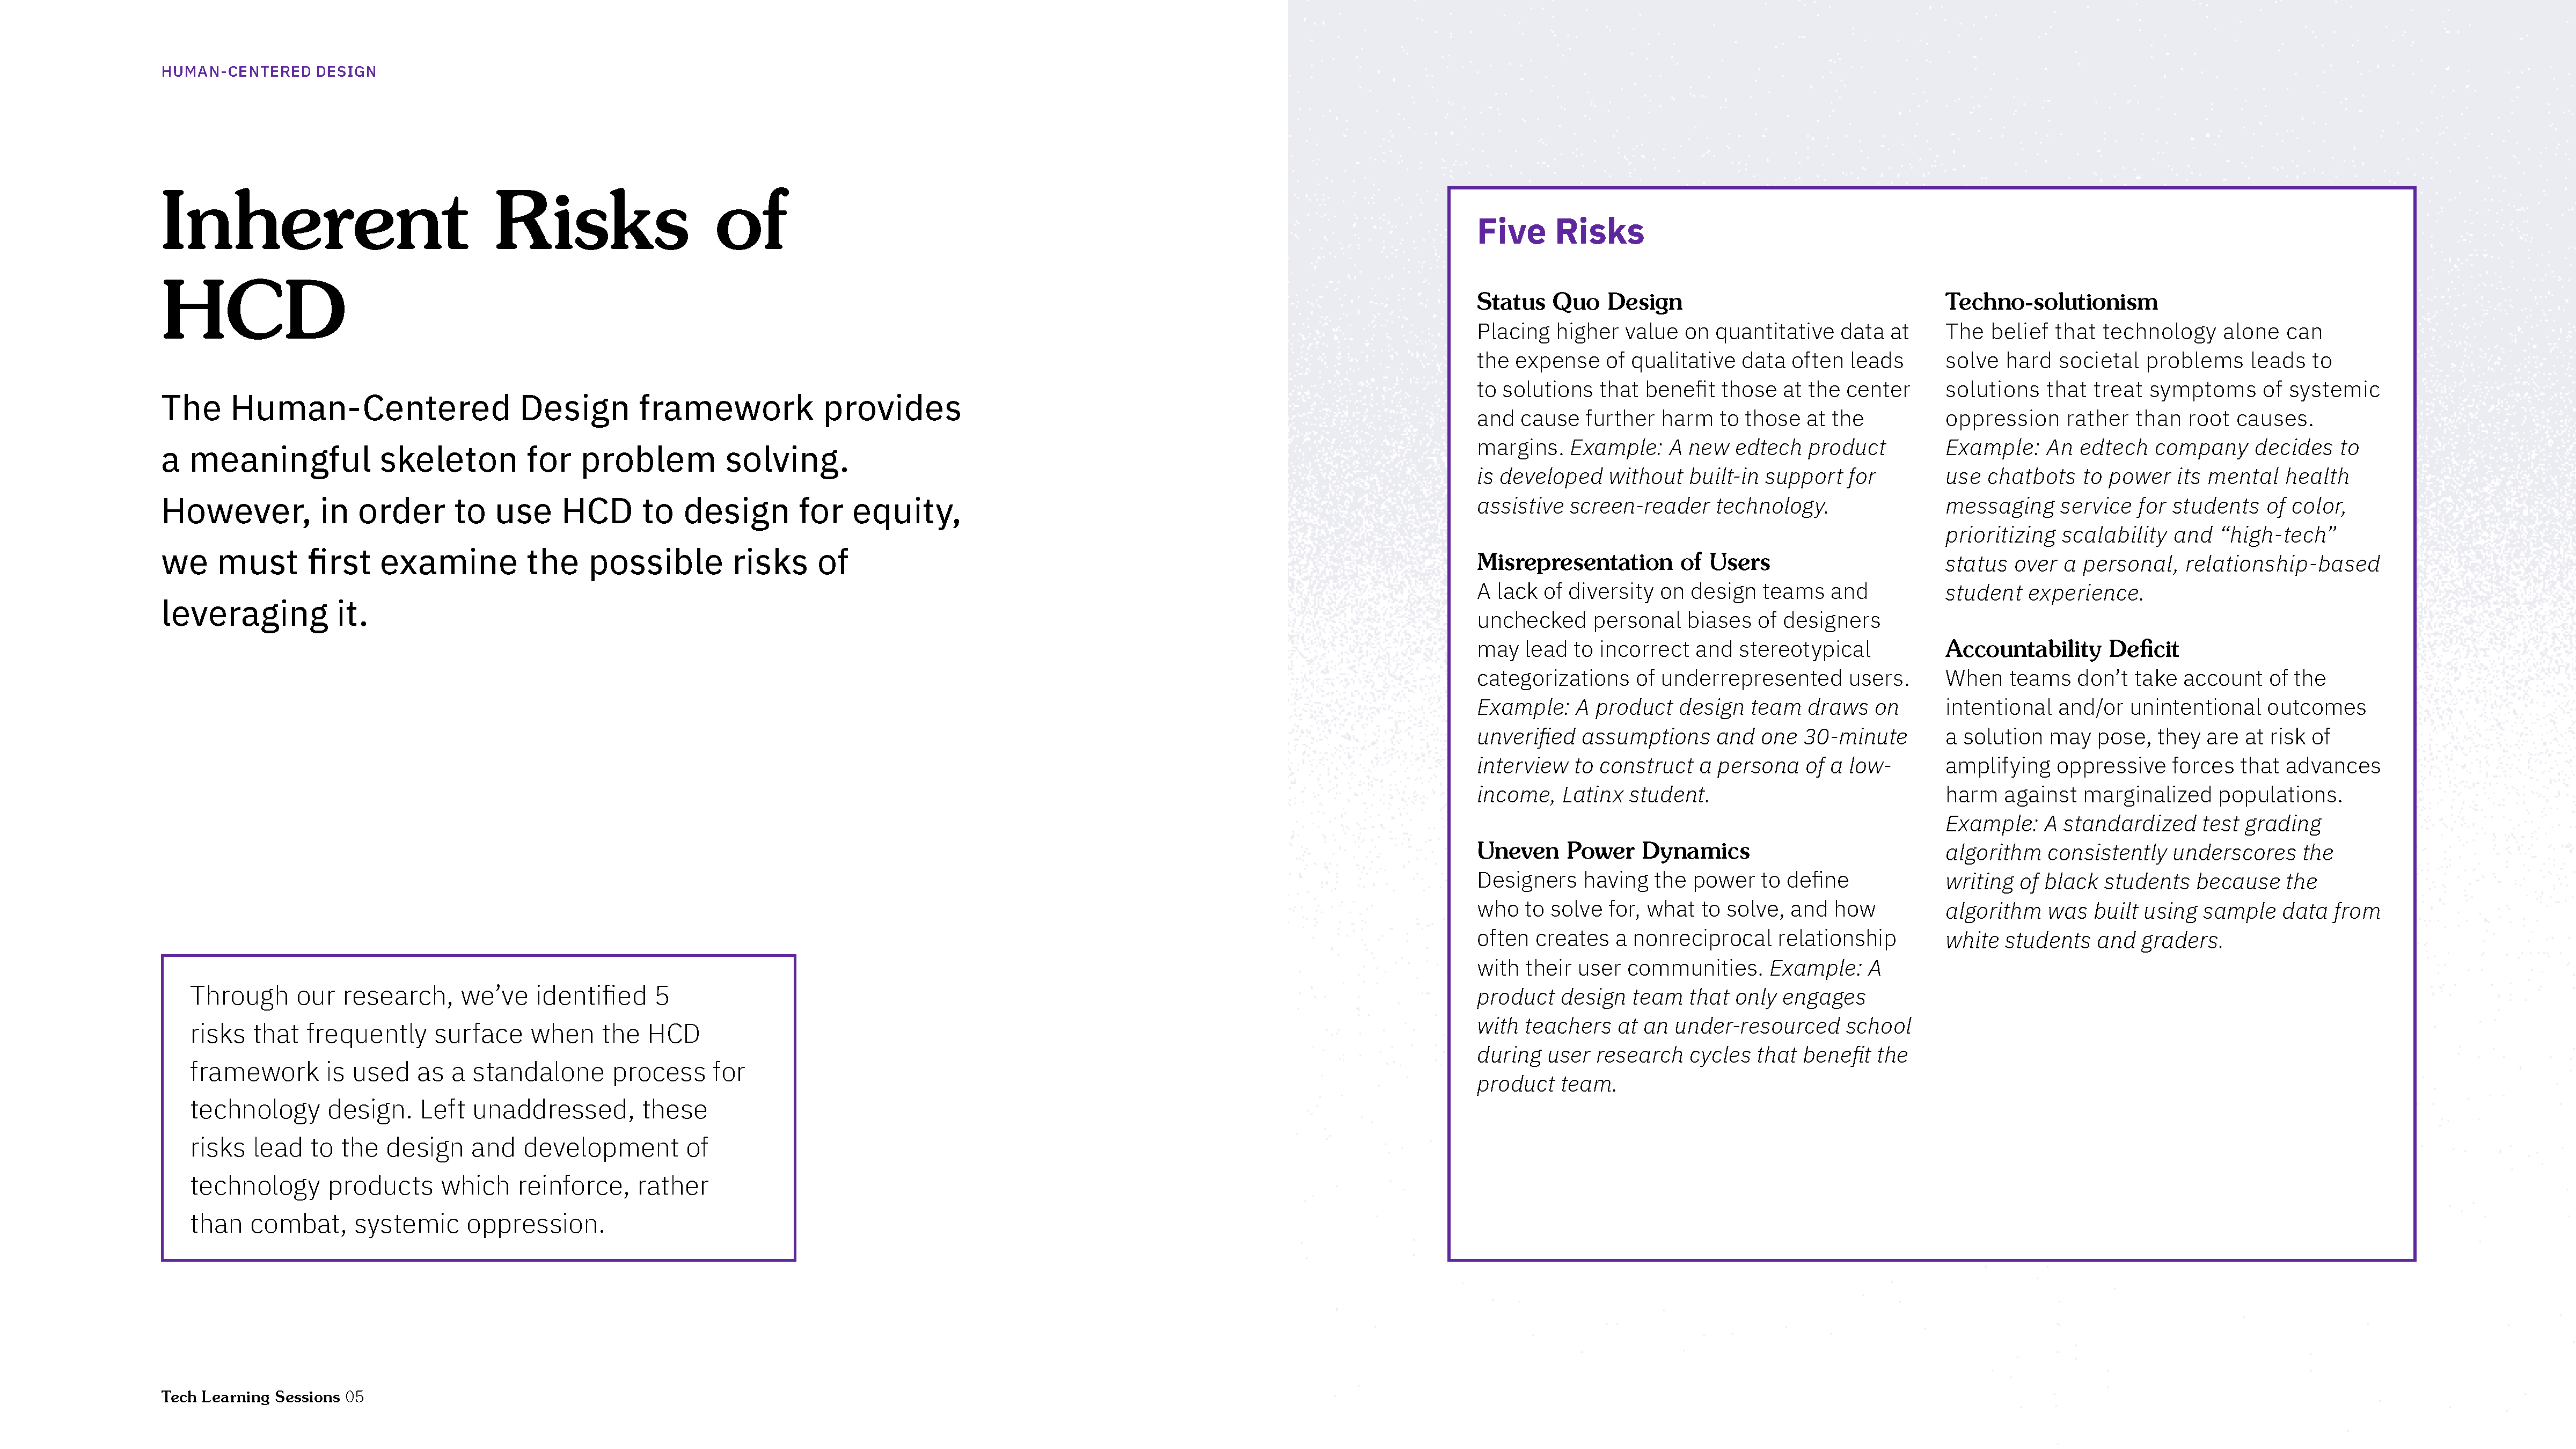 HUMAN-CENTERED DESIGN
Inherent Risks of
HCD
The Human-Centered Design framework provides
a meaningful skeleton for problem solving.
However, in order to use HCD to design for equity,
we must first examine the possible risks of
leveraging it.
Through our research, we’ve identified 5
risks that frequently surface when the HCD
framework is used as a standalone process for
technology design. Left unaddressed, these
risks lead to the design and development of
technology products which reinforce, rather
than combat, systemic oppression.
Five Risks
Status Quo Design
Placing higher value on quantitative data at
the expense of qualitative data often leads
to solutions that benefit those at the center
and cause further harm to those at the
margins. Example: A new edtech product
is developed without built-in support for
assistive screen-reader technology.
Misrepresentation of Users
A lack of diversity on design teams and
unchecked personal biases of designers
may lead to incorrect and stereotypical
categorizations of underrepresented users.
Example: A product design team draws on
unverified assumptions and one 30-minute
interview to construct a persona of a low-
income, Latinx student.
Uneven Power Dynamics
Designers having the power to define
who to solve for, what to solve, and how
often creates a nonreciprocal relationship
with their user communities. Example: A
product design team that only engages
with teachers at an under-resourced school
during user research cycles that benefit the
product team.
Techno-solutionism
The belief that technology alone can
solve hard societal problems leads to
solutions that treat symptoms of systemic
oppression rather than root causes.
Example: An edtech company decides to
use chatbots to power its mental health
messaging service for students of color,
prioritizing scalability and “high-tech”
status over a personal, relationship-based
student experience.
Accountability Deficit
When teams don’t take account of the
intentional and/or unintentional outcomes
a solution may pose, they are at risk of
amplifying oppressive forces that advances
harm against marginalized populations.
Example: A standardized test grading
algorithm consistently underscores the
writing of black students because the
algorithm was built using sample data from
white students and graders.
Tech Learning Sessions 05